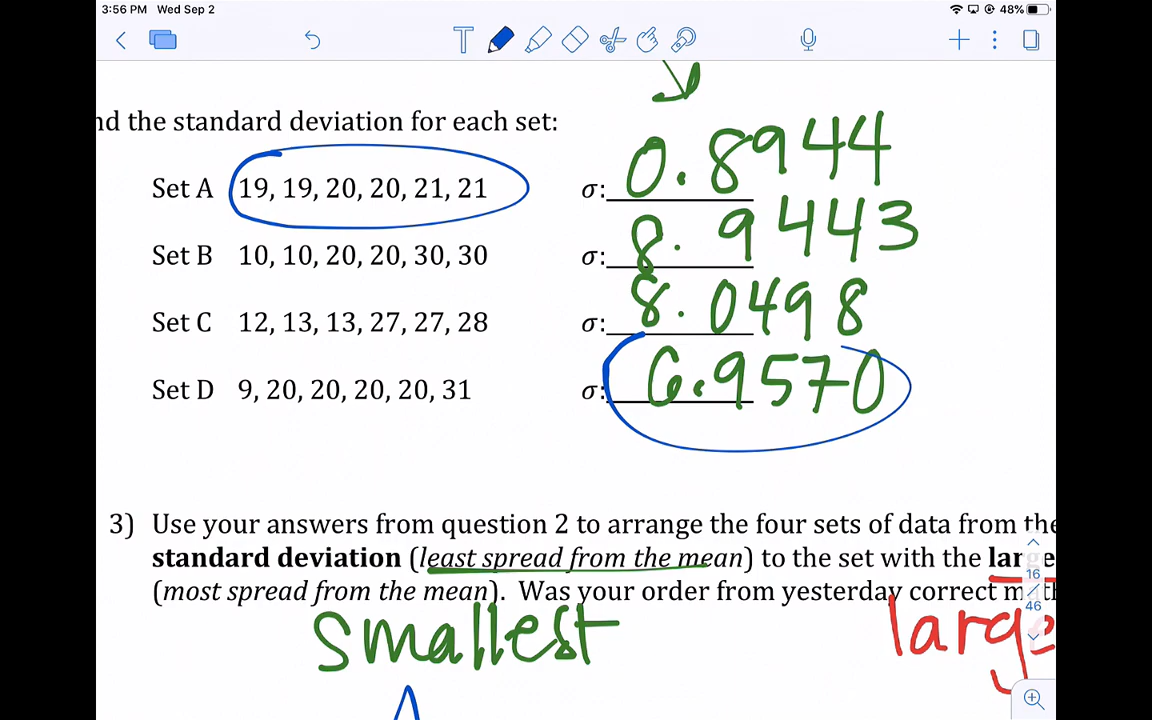 3:56 PM Wed Sep 2 48%
nd the standard deviation for each set:
Set A 19, 19, 20, 20, 21, 21 σ: 0.8944
Set B 10, 10, 20, 20, 30, 30 σ: 8.9443
Set C 12, 13, 13, 27, 27, 28 σ: 8.0498
Set D 9, 20, 20, 20, 20, 31 σ: 6.9570
3) Use your answers from question 2 to arrange the four sets of data from the
standard deviation (least spread from the mean) to the set with the large
(most spread from the mean). Was your order from yesterday correct m
16
46
smallest large